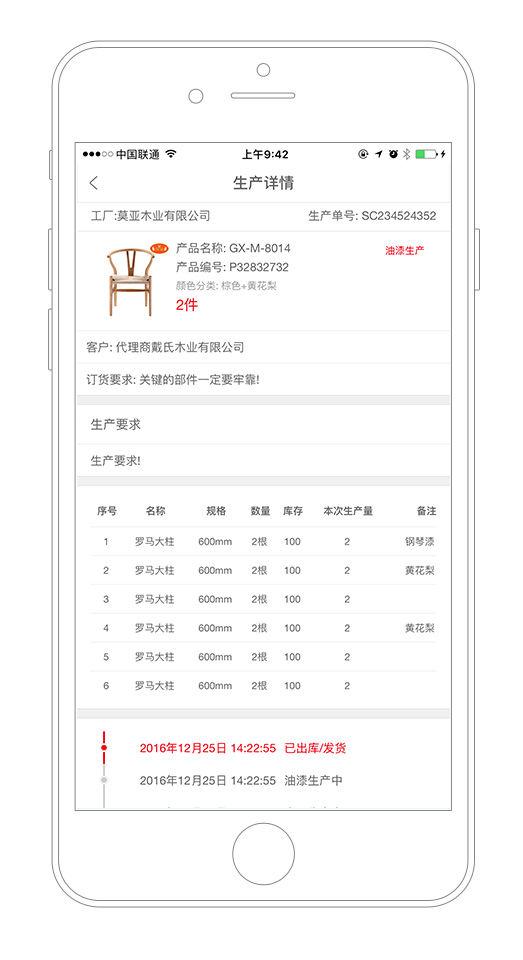 中国联通 上午9:42
生产详情
工厂:莫亚木业有限公司 生产单号: SC234524352
产品名称: GX-M-8014 油漆生产
产品编号: P32832732
颜色分类: 棕色+黄花梨
2件
客户: 代理商戴氏木业有限公司
订货要求: 关键的部件一定要牢靠!
生产要求
生产要求!
序号 名称 规格 数量 库存 本次生产量 备注
1 罗马大柱 600mm 2根 100 2 钢琴漆
2 罗马大柱 600mm 2根 100 2 黄花梨
3 罗马大柱 600mm 2根 100 2
4 罗马大柱 600mm 2根 100 2 黄花梨
5 罗马大柱 600mm 2根 100 2
6 罗马大柱 600mm 2根 100 2
2016年12月25日 14:22:55 已出库/发货
2016年12月25日 14:22:55 油漆生产中